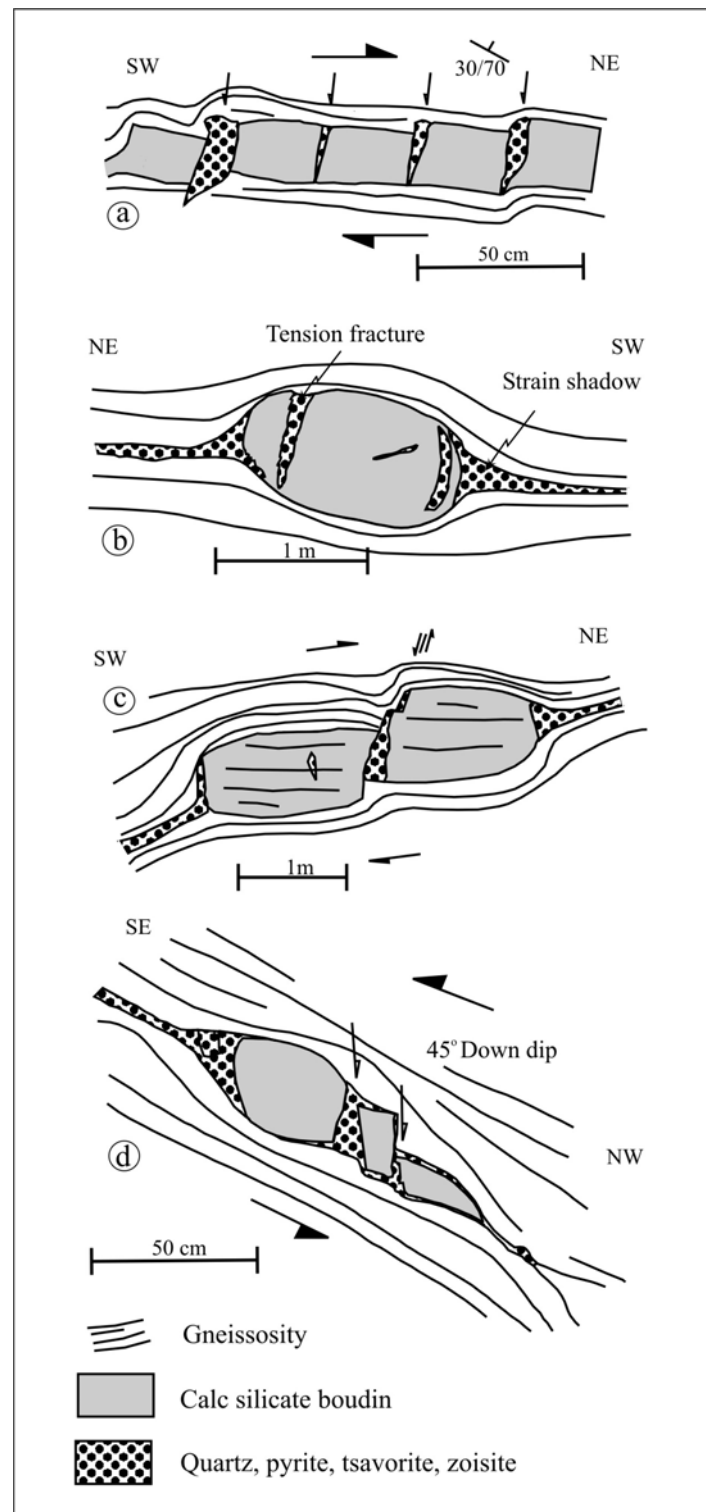 SW
30/70
NE
a
50 cm
NE
Tension fracture
SW
Strain shadow
b
1 m
SW
NE
c
1m
SE
45° Down dip
d
NW
50 cm
Gneissosity
Calc silicate boudin
Quartz, pyrite, tsavorite, zoisite